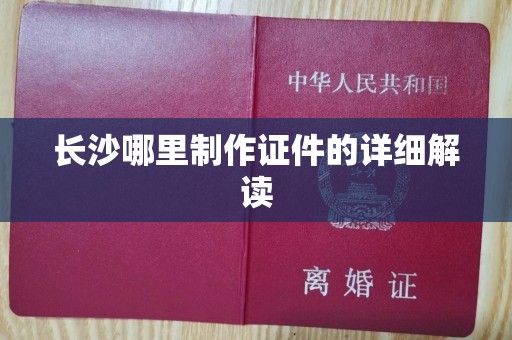 中华人民共和国
长沙哪里制作证件的详细解
读
离婚证